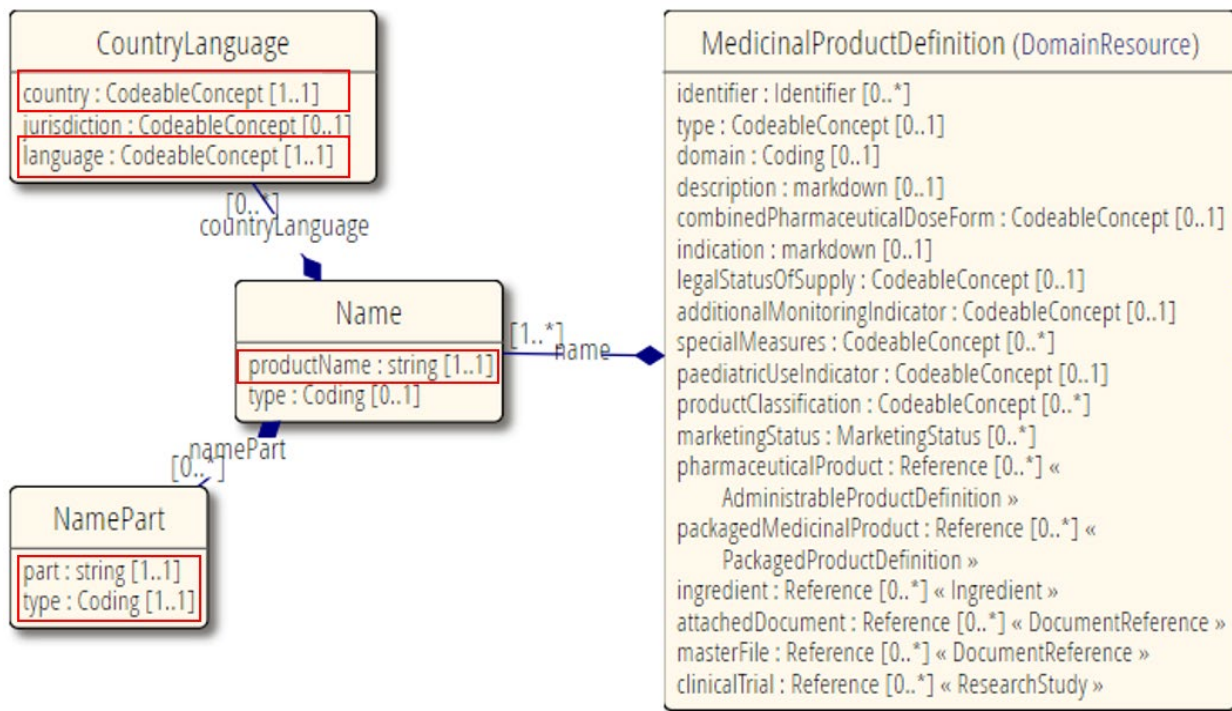 CountryLanguage
country : CodeableConcept [1..1]
jurisdiction : CodeableConcept [0..1]
language : CodeableConcept [1..1]
[0..*]
countryLanguage
Name
productName : string [1..1]
type : Coding [0..1]
[1..*]
name
namePart
[0..*]
NamePart
part : string [1..1]
type : Coding [1..1]
MedicinalProductDefinition (DomainResource)
identifier : Identifier [0..*]
type : CodeableConcept [0..1]
domain : Coding [0..1]
description : markdown [0..1]
combinedPharmaceuticalDoseForm : CodeableConcept [0..1]
indication : markdown [0..1]
legalStatusOfSupply : CodeableConcept [0..1]
additionalMonitoringIndicator : CodeableConcept [0..1]
specialMeasures : CodeableConcept [0..*]
paediatricUseIndicator : CodeableConcept [0..1]
productClassification : CodeableConcept [0..*]
marketingStatus : MarketingStatus [0..*]
pharmaceuticalProduct : Reference [0..*] «
AdministrableProductDefinition »
packagedMedicinalProduct : Reference [0..*] «
PackagedProductDefinition »
ingredient : Reference [0..*] « Ingredient »
attachedDocument : Reference [0..*] « DocumentReference »
masterFile : Reference [0..*] « DocumentReference »
clinicalTrial : Reference [0..*] « ResearchStudy »